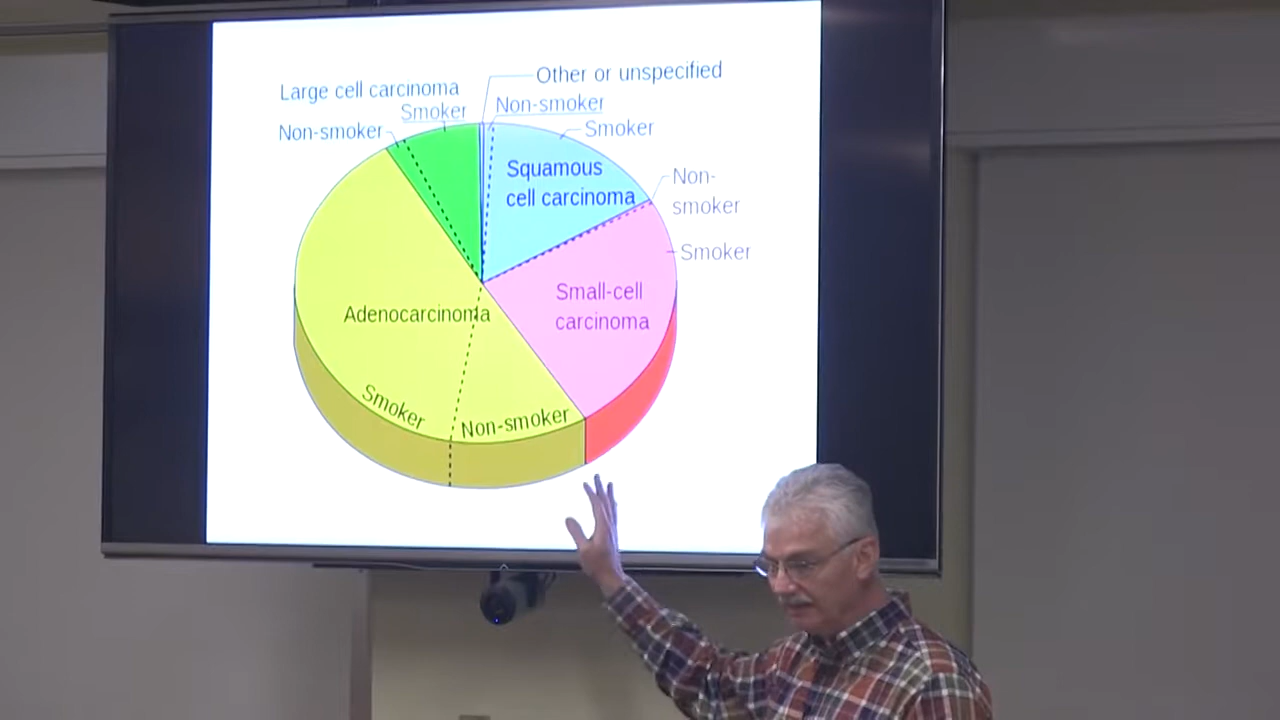 Other or unspecified
Large cell carcinoma
Smoker
Non-smoker
Non-smoker
Smoker
Squamous
cell carcinoma
Non-
smoker
Smoker
Small-cell
carcinoma
Adenocarcinoma
Smoker
Non-smoker